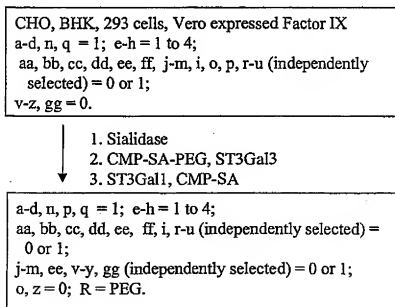 CHO, BHK, 293 cells, Vero expressed Factor IX
a-d, n, q = 1; e-h = 1 to 4;
aa, bb, cc, dd, ee, ff, j-m, i, o, p, r-u (independently
selected) = 0 or 1;
v-z, gg = 0.
1. Sialidase
2. CMP-SA-PEG, ST3Gal3
3. ST3Gal1, CMP-SA
a-d, n, p, q = 1; e-h = 1 to 4;
aa, bb, cc, dd, ee, ff, i, r-u (independently selected) =
0 or 1;
j-m, ee, v-y, gg (independently selected) = 0 or 1;
o, z = 0; R = PEG.